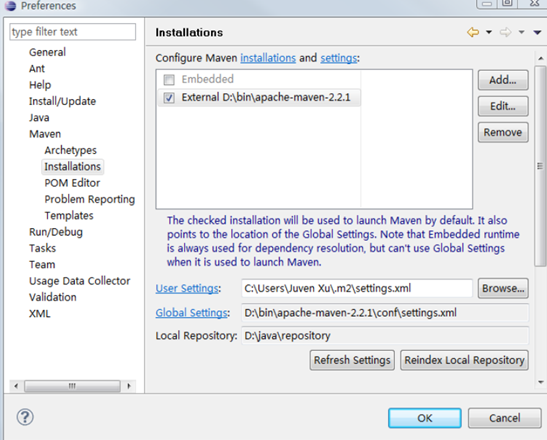 Preferences
type filter text
General
Ant
Help
Install/Update
Java
Maven
Archetypes
Installations
POM Editor
Problem Reporting
Templates
Run/Debug
Tasks
Team
Usage Data Collector
Validation
XML
Installations
Configure Maven installations and settings:
Embedded
External D:\bin\apache-maven-2.2.1
Add...
Edit...
Remove
The checked installation will be used to launch Maven by default. It also
points to the location of the Global Settings. Note that Embedded runtime
is always used for dependency resolution, but can't use Global Settings
when it is used to launch Maven.
User Settings: C:\Users\Juven Xu\.m2\settings.xml Browse...
Global Settings: D:\bin\apache-maven-2.2.1\conf\settings.xml
Local Repository: D:\java\repository
Refresh Settings Reindex Local Repository
OK Cancel